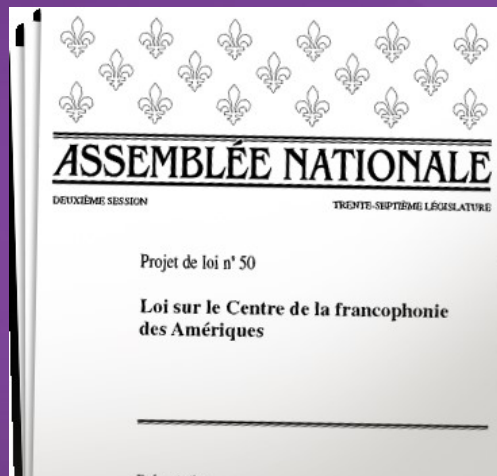 ASSEMBLÉE NATIONALE
DEUXIÈME SESSION TRENTE-SEPTIÈME LÉGISLATURE
Projet de loi n° 50
Loi sur le Centre de la francophonie
des Amériques